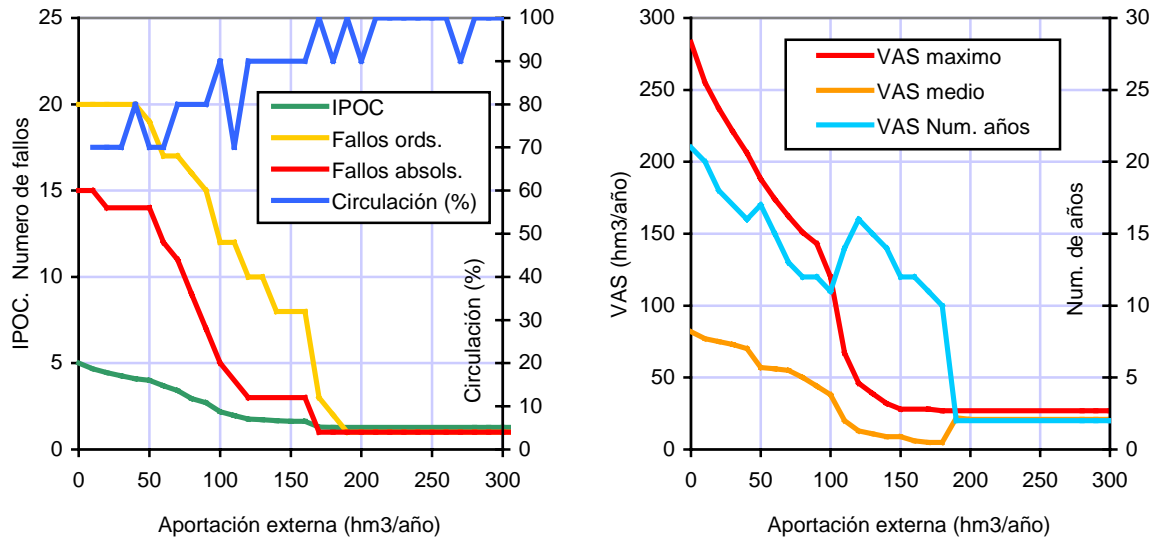 25
20
15
10
5
0
IPOC. Numero de fallos
100
90
80
70
60
50
40
30
20
10
0
Circulación (%)
IPOC
Fallos ords.
Fallos absols.
Circulación (%)
0 50 100 150 200 250 300
Aportación externa (hm3/año)
300
250
200
150
100
50
0
VAS (hm3/año)
30
25
20
15
10
5
0
Num. de años
VAS maximo
VAS medio
VAS Num. años
0 50 100 150 200 250 300
Aportación externa (hm3/año)